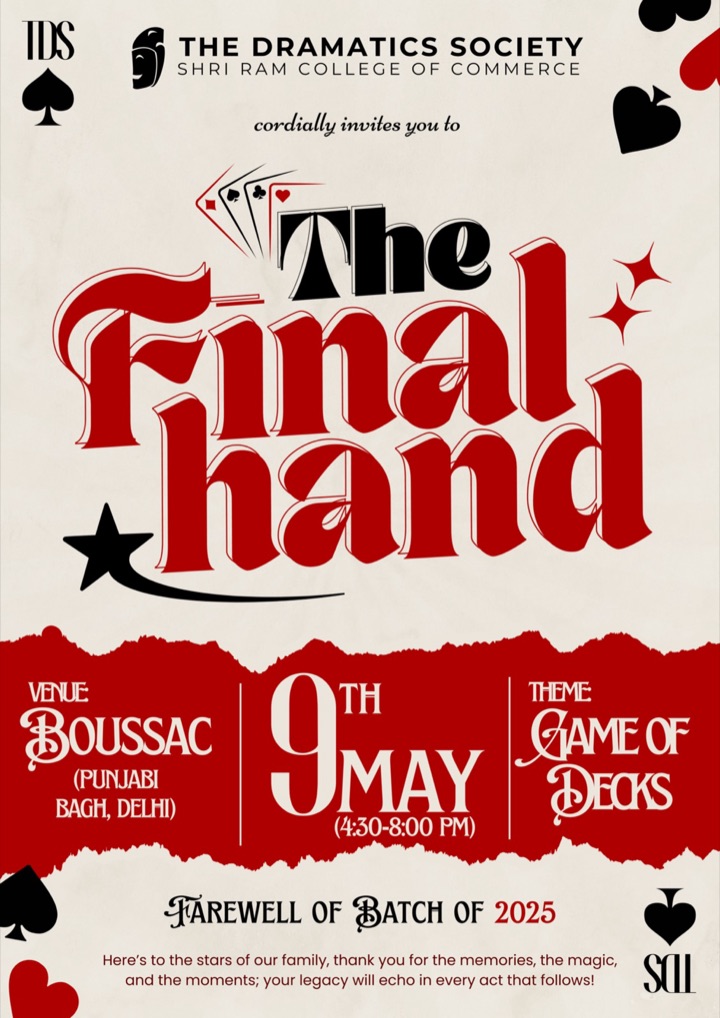 TDS
THE DRAMATICS SOCIETY
SHRI RAM COLLEGE OF COMMERCE
cordially invites you to
The
Final
hand
VENUE:
BOUSSAC
(PUNJABI
BAGH, DELHI)
9TH
MAY
(4:30-8:00 PM)
THEME:
GAME OF
DECKS
FAREWELL OF BATCH OF 2025
Here's to the stars of our family, thank you for the memories, the magic,
and the moments; your legacy will echo in every act that follows!
TDS